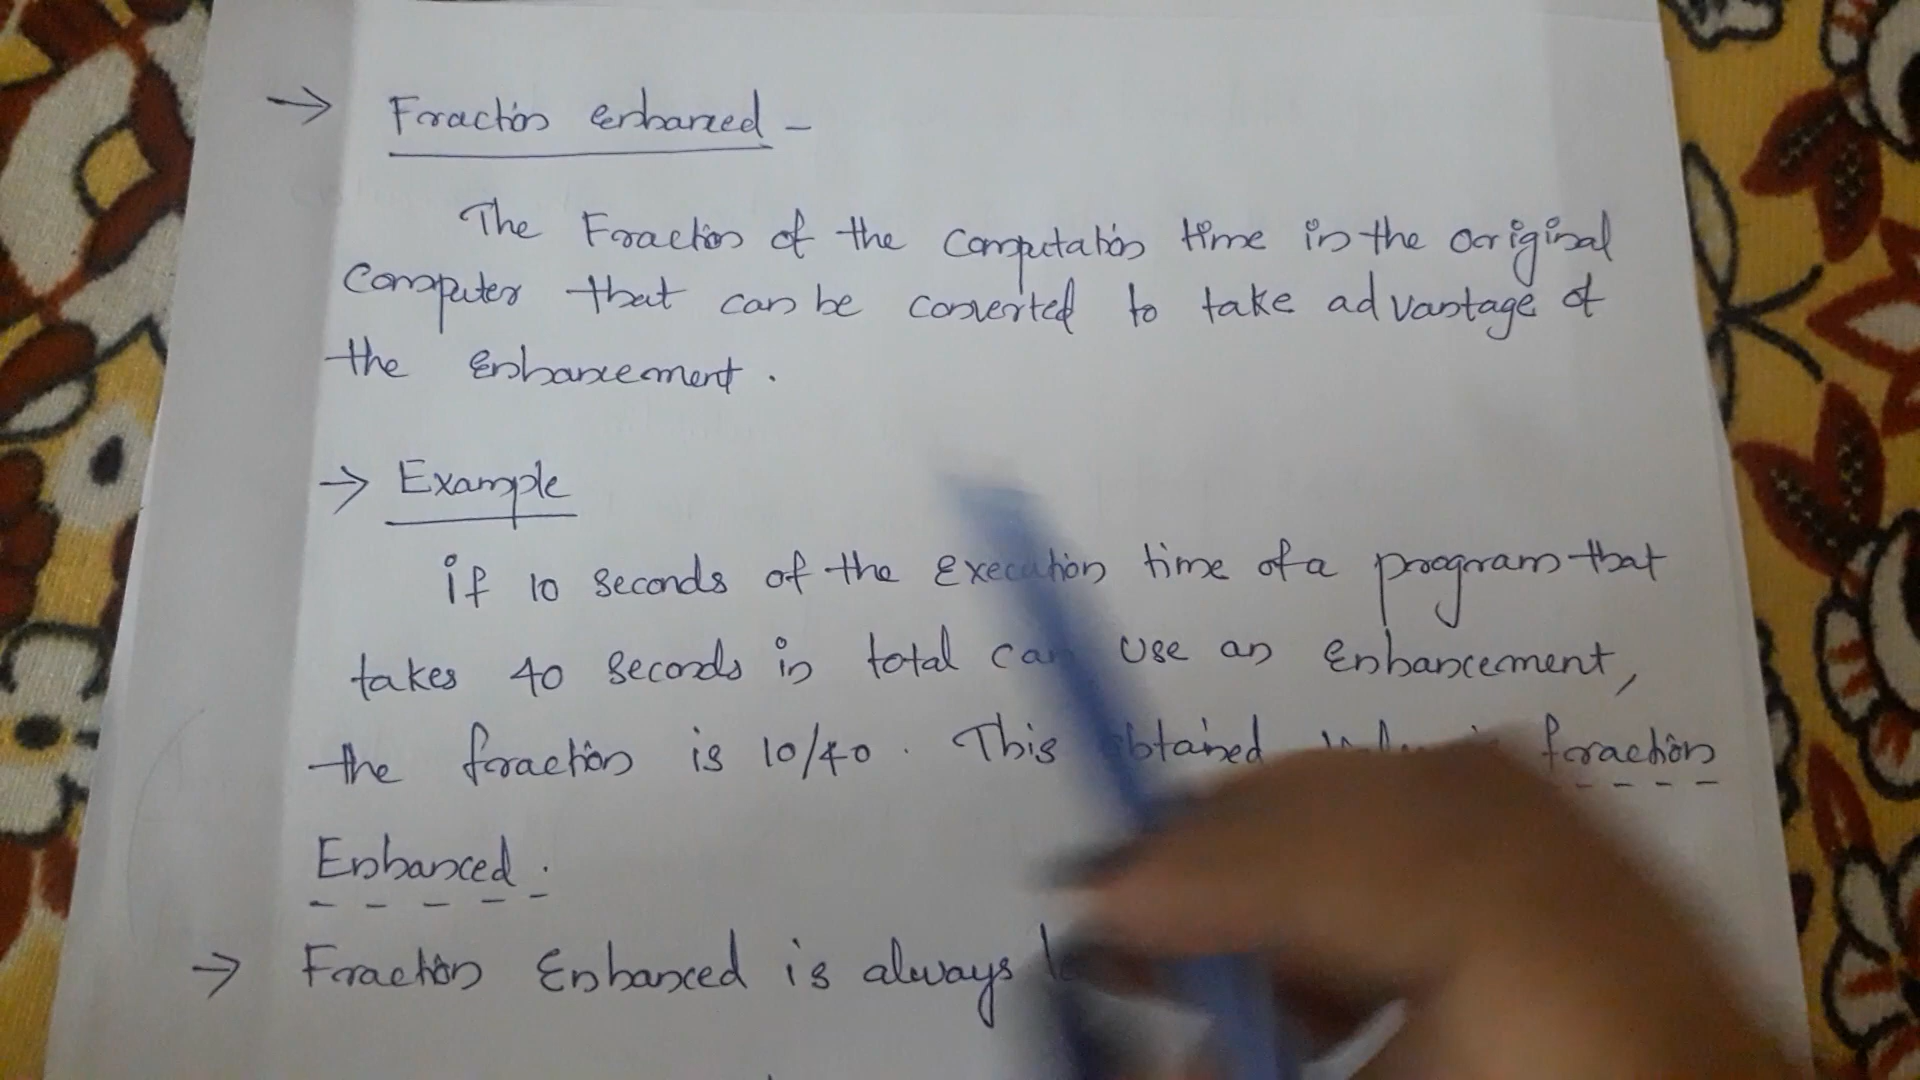 → Fraction enhanced -
The Fraction of the computation time in the original
computer that can be converted to take advantage of
the enhancement.
→ Example
if 10 seconds of the execution time of a program that
takes 40 seconds in total can use an enhancement,
the fraction is 10/40. This obtained fraction
Enhanced.
→ Fraction Enhanced is always